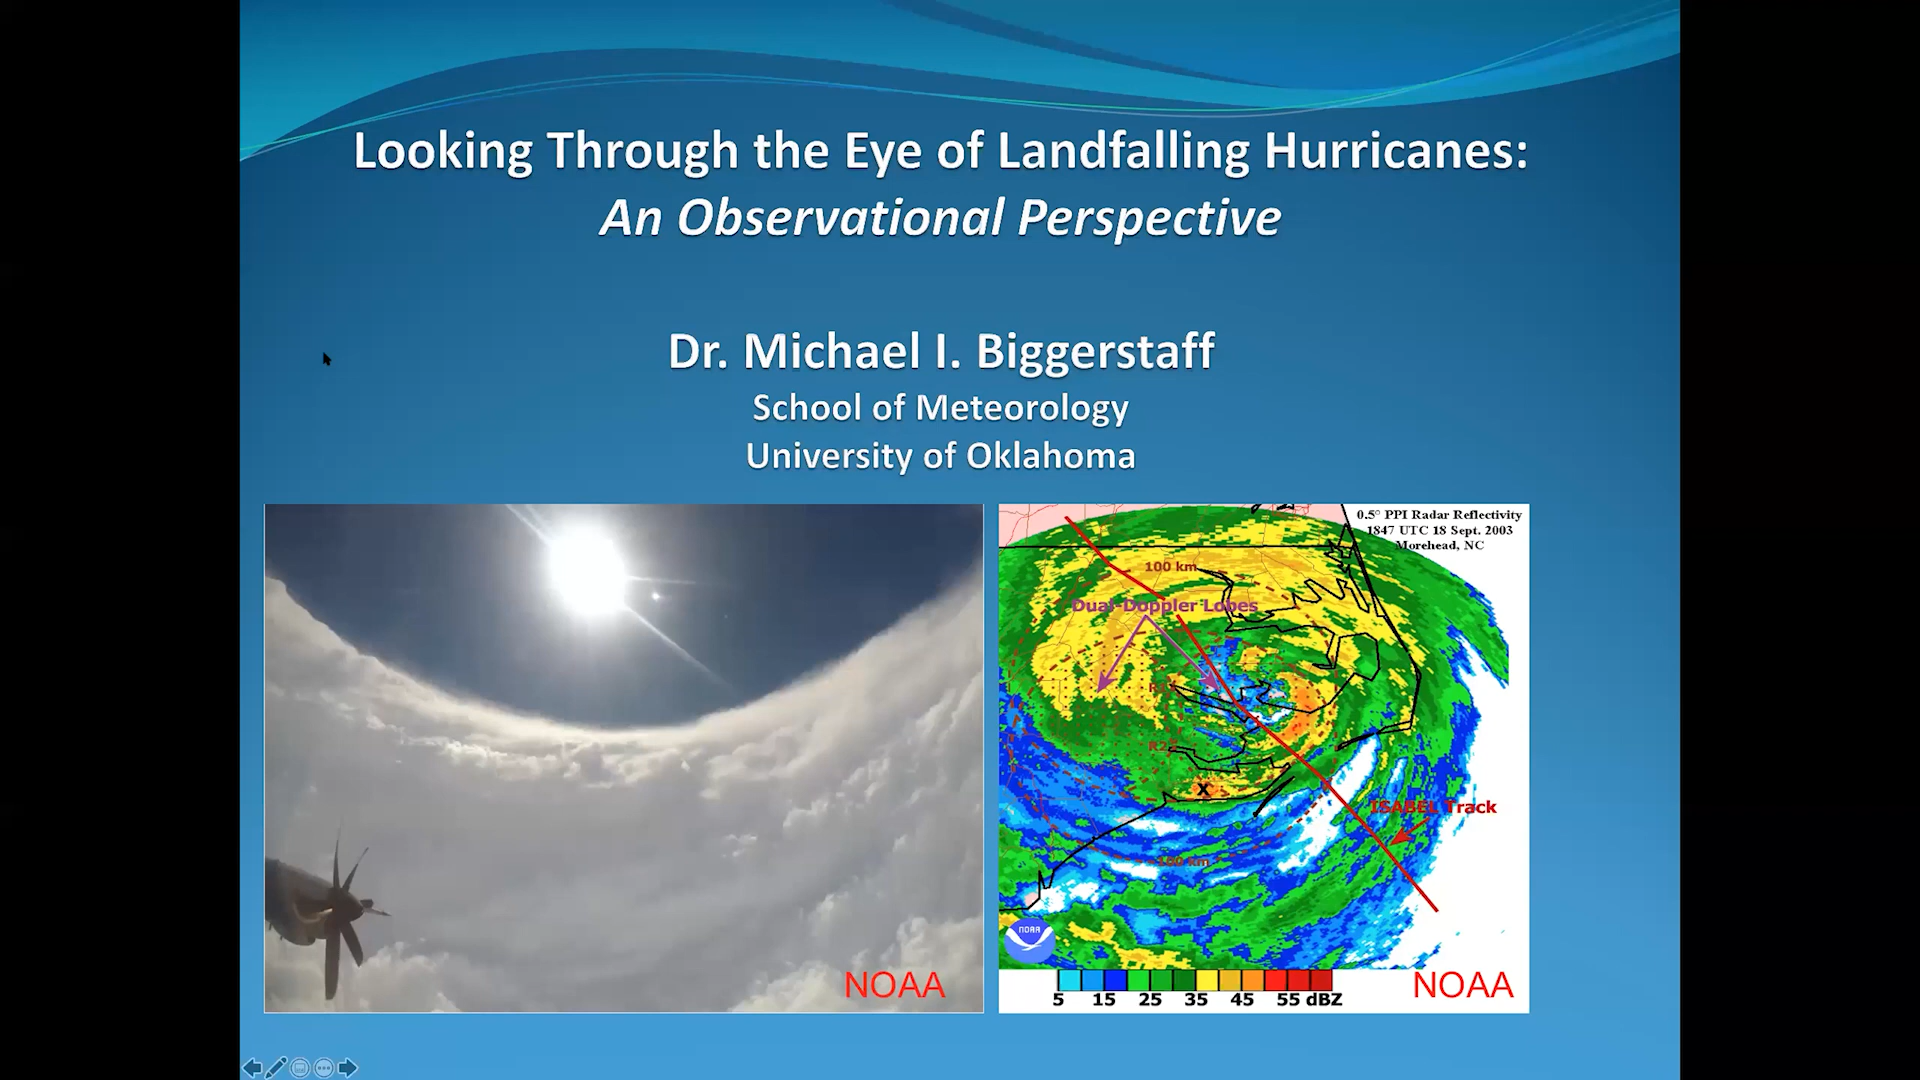 Looking Through the Eye of Landfalling Hurricanes:
An Observational Perspective
Dr. Michael I. Biggerstaff
School of Meteorology
University of Oklahoma
NOAA
0.5° PPI Radar Reflectivity
1847 UTC 18 Sept. 2003
Morehead, NC
100 km
Dual-Doppler Lobes
X
ISABEL Track
100 km
NOAA
5 15 25 35 45 55 dBZ
NOAA